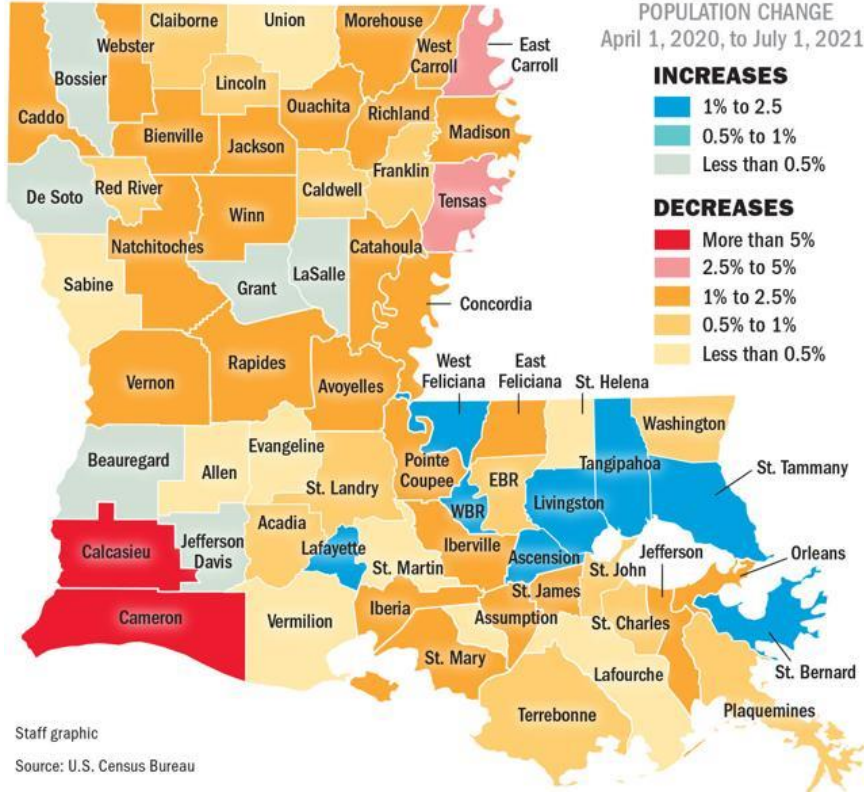 POPULATION CHANGE
April 1, 2020, to July 1, 2021
INCREASES
1% to 2.5
0.5% to 1%
Less than 0.5%
DECREASES
More than 5%
2.5% to 5%
1% to 2.5%
0.5% to 1%
Less than 0.5%
Caddo
Bossier
Webster
Claiborne
Union
Morehouse
West
Carroll
East
Carroll
Lincoln
Ouachita
Richland
Madison
Bienville
Jackson
De Soto
Red River
Caldwell
Franklin
Tensas
Winn
Natchitoches
Catahoula
Sabine
Grant
LaSalle
Concordia
Vernon
Rapides
Avoyelles
West
Feliciana
East
Feliciana
St. Helena
Washington
Beauregard
Allen
Evangeline
St. Landry
Pointe
Coupee
EBR
Tangipahoa
St. Tammany
WBR
Livingston
Calcasieu
Jefferson
Davis
Acadia
Lafayette
St. Martin
Iberville
Ascension
St. John
Jefferson
Orleans
Cameron
Vermilion
Iberia
St. James
Assumption
St. Charles
St. Mary
Lafourche
St. Bernard
Terrebonne
Plaquemines
Staff graphic
Source: U.S. Census Bureau